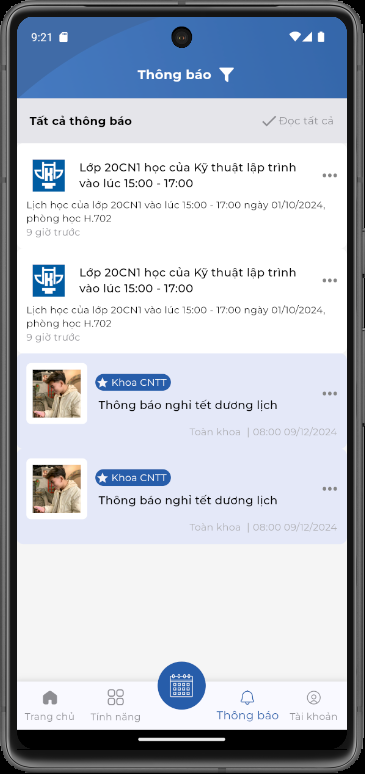 9:21
Thông báo
Tất cả thông báo
Đọc tất cả
Lớp 20CN1 học của Kỹ thuật lập trình
vào lúc 15:00 - 17:00
Lịch học của lớp 20CN1 vào lúc 15:00 - 17:00 ngày 01/10/2024,
phòng học H.702
9 giờ trước
Lớp 20CN1 học của Kỹ thuật lập trình
vào lúc 15:00 - 17:00
Lịch học của lớp 20CN1 vào lúc 15:00 - 17:00 ngày 01/10/2024,
phòng học H.702
9 giờ trước
Khoa CNTT
Thông báo nghỉ tết dương lịch
Toàn khoa | 08:00 09/12/2024
Khoa CNTT
Thông báo nghỉ tết dương lịch
Toàn khoa | 08:00 09/12/2024
Trang chủ
Tính năng
Thông báo
Tài khoản